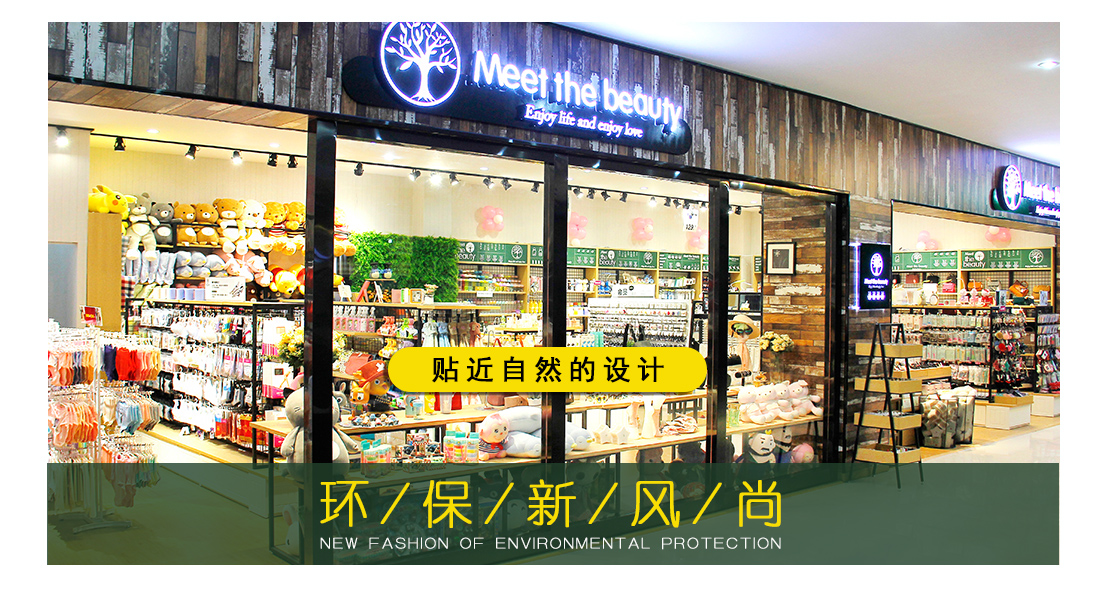 Meet the beauty
Enjoy life and enjoy love
贴近自然的设计
环/保/新/风/尚
NEW FASHION OF ENVIRONMENTAL PROTECTION